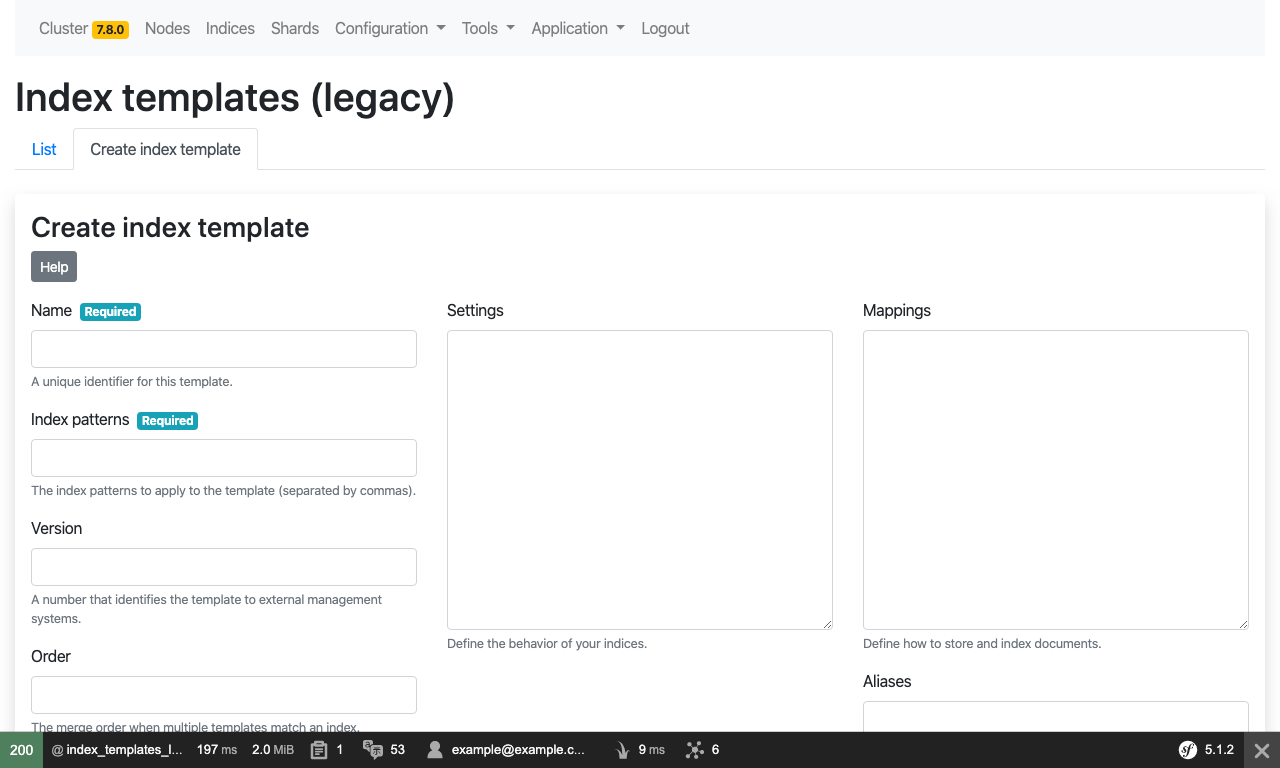 Cluster 7.8.0 Nodes Indices Shards Configuration Tools Application Logout
Index templates (legacy)
List Create index template
Create index template
Help
Name Required
A unique identifier for this template.
Index patterns Required
The index patterns to apply to the template (separated by commas).
Version
A number that identifies the template to external management
systems.
Order
The merge order when multiple templates match an index.
Settings
Define the behavior of your indices.
Mappings
Define how to store and index documents.
Aliases
200 @ index_templates_l... 197 ms 2.0 MiB 1 53 example@example.c... 9 ms 6 sf 5.1.2